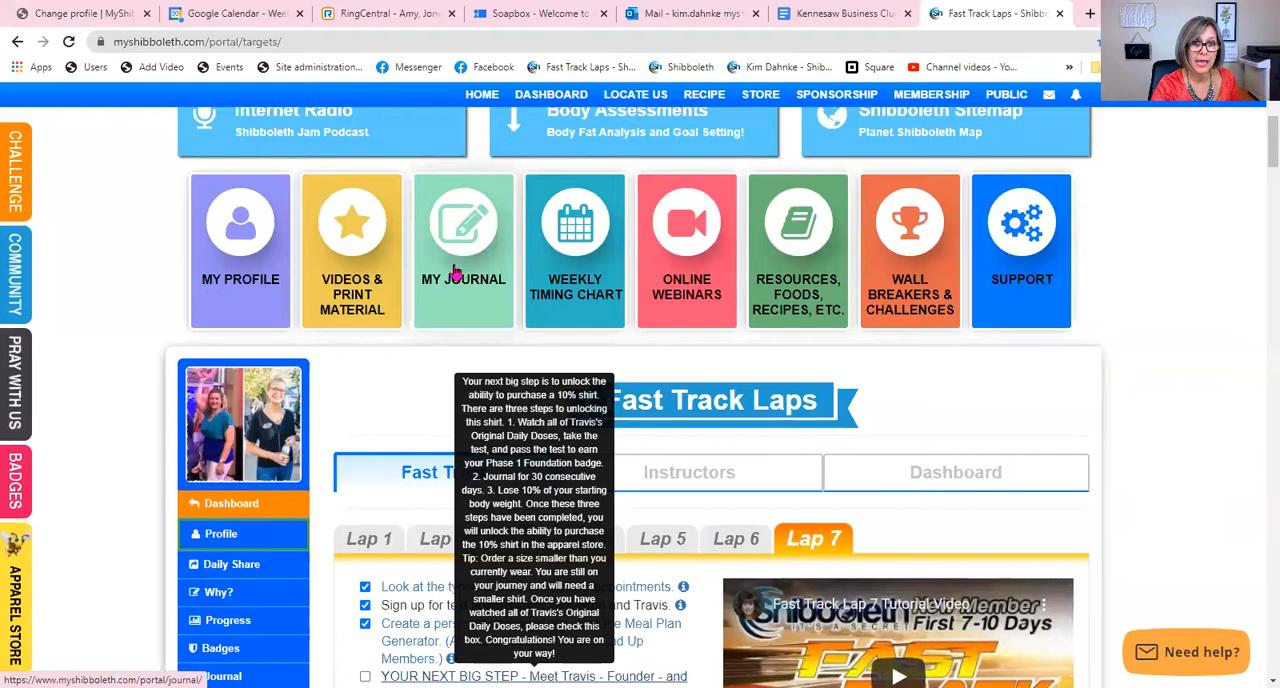 Change profile | MyShi
Google Calendar - Week
RingCentral - Amy, Jon
Soapbox - Welcome to
Mail - kim.dahnke mys
Kennesaw Business Clu
Fast Track Laps - Shibb
myshibboleth.com/portal/targets/
Apps
Users
Add Video
Events
Site administration...
Messenger
Faceb
Fast Track Laps - Sh...
Shibboleth
Kim Dahnke - Shib...
Square
Channel videos - Yo...
HOME
DASHBOARD
LOCATE US
RECIPE
STORE
SPONSORSHIP
MEMBERSHIP
PUBLIC
Internet Radio
Shibboleth Jam Podcast
Body Assessments
Body Fat Analysis and Goal Setting!
Shibboleth Sitemap
Planet Shibboleth Map
CHALLENGE
COMMUNITY
PRAY WITH US
BADGES
APPAREL STORE
MY PROFILE
VIDEOS &
PRINT
MATERIAL
MY JOURNAL
WEEKLY
TIMING CHART
ONLINE
WEBINARS
RESOURCES,
FOODS,
RECIPES, ETC.
WALL
BREAKERS &
CHALLENGES
SUPPORT
Fast Track Laps
Your next big step is to unlock the
ability to purchase a 10% shirt.
There are three steps to unlocking
this shirt. 1. Watch all of Travis's
Original Daily Doses, take the
test, and pass the test to earn
your Phase 1 Foundation badge.
2. Journal for 30 consecutive
days. 3. Lose 10% of your starting
body weight. Once these three
steps have been completed, you
will unlock the ability to purchase
the 10% shirt in the apparel store.
Tip: Order a size smaller than you
currently wear. You are still on
your journey and will need a
smaller shirt. Once you have
watched all of Travis's Original
Daily Doses, please check this
box. Congratulations! You are on
your way!
Fast T
Instructors
Dashboard
Dashboard
Profile
Daily Share
Why?
Progress
Badges
Journal
Lap 1
Lap
Lap 5
Lap 6
Lap 7
Look at the ty
ppointments.
Sign up for te
n and Travis.
Create a pers
he Meal Plan
Generator. (A
nd Up
Members.)
YOUR NEXT BIG STEP - Meet Travis - Founder - and
Fast Track Lap 7 Tutorial Video
New Member
IT'S A SECRET
First 7-10 Days
FAST
Need help?
https://www.myshibboleth.com/portal/journal/